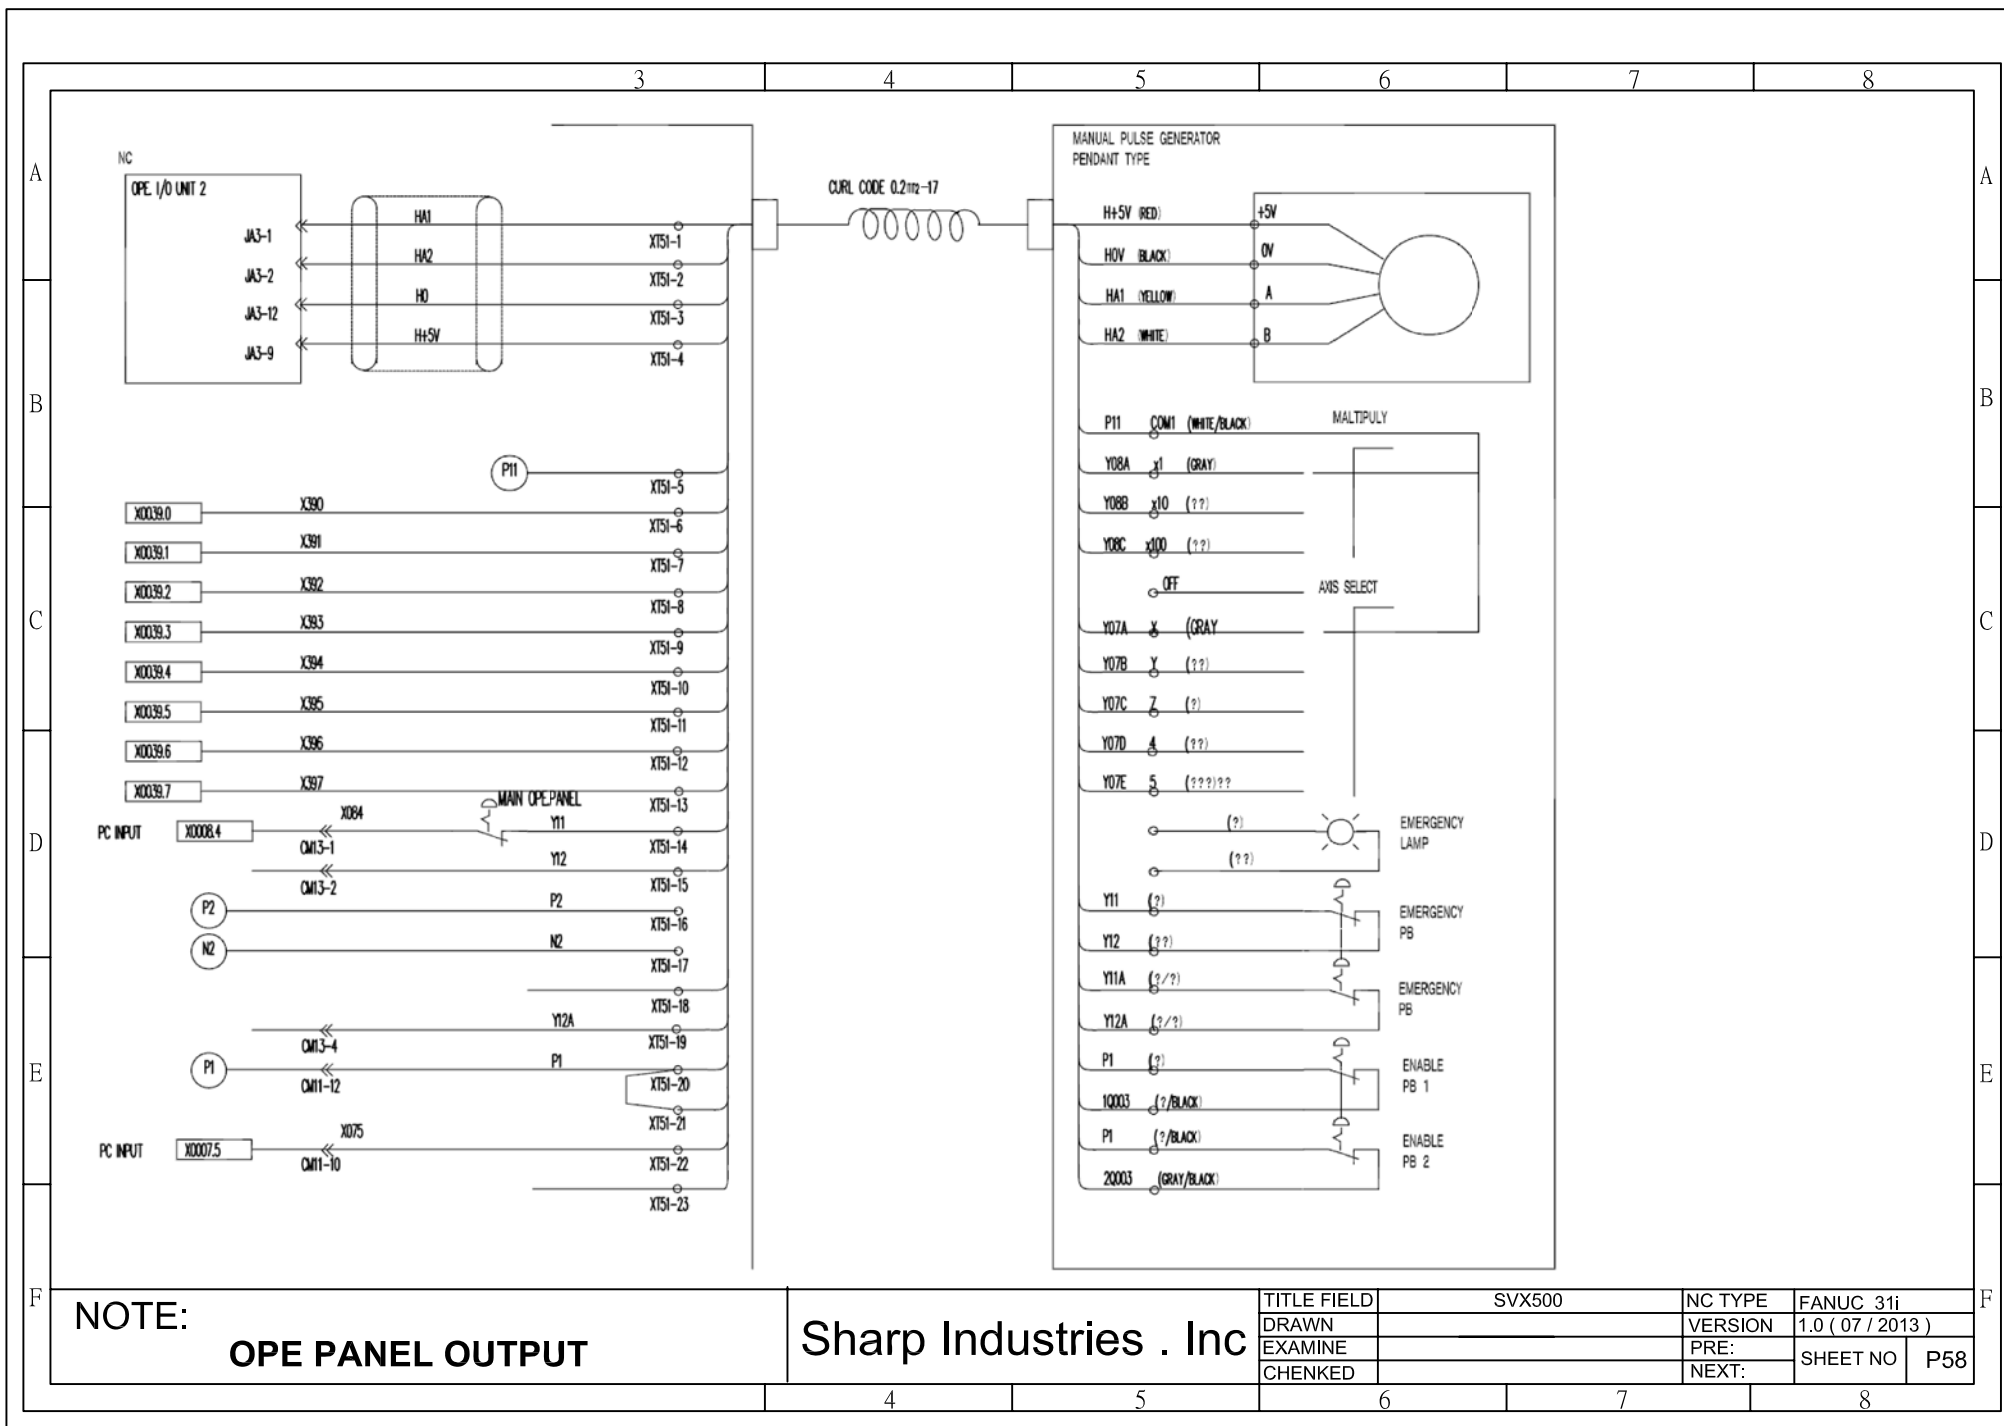 3 4 5 6 7 8
A
B
C
D
E
F
NC
OPE. I/O UNIT 2
JA3-1
JA3-2
JA3-12
JA3-9
HA1
HA2
H0
H+5V
XT51-1
XT51-2
XT51-3
XT51-4
P11
XT51-5
X0039.0 X390 XT51-6
X0039.1 X391 XT51-7
X0039.2 X392 XT51-8
X0039.3 X393 XT51-9
X0039.4 X394 XT51-10
X0039.5 X395 XT51-11
X0039.6 X396 XT51-12
X0039.7 X397 XT51-13
MAIN OPE.PANEL
PC INPUT X0008.4 X084 CM13-1 Y11 XT51-14
CM13-2 Y12 XT51-15
P2 P2 XT51-16
N2 N2 XT51-17
XT51-18
CM13-4 Y12A XT51-19
P1 CM11-12 P1 XT51-20
XT51-21
PC INPUT X0007.5 X075 CM11-10 XT51-22
XT51-23
CURL CODE 0.2m2-17
MANUAL PULSE GENERATOR
PENDANT TYPE
H+5V (RED) +5V
H0V (BLACK) 0V
HA1 (YELLOW) A
HA2 (WHITE) B
P11 COM1 (WHITE/BLACK) MALTIPULY
Y08A x1 (GRAY)
Y08B x10 (??)
Y08C x100 (??)
OFF AXIS SELECT
Y07A X (GRAY
Y07B Y (??)
Y07C Z (?)
Y07D 4 (??)
Y07E 5 (???)??
(?) EMERGENCY
LAMP
(??)
Y11 (?) EMERGENCY
PB
Y12 (??)
Y11A (?/?) EMERGENCY
PB
Y12A (?/?)
P1 (?) ENABLE
PB 1
1Q003 (?/BLACK)
P1 (?/BLACK) ENABLE
PB 2
2Q003 (GRAY/BLACK)
A
B
C
D
E
F
NOTE:
OPE PANEL OUTPUT
Sharp Industries . Inc
TITLE FIELD SVX500 NC TYPE FANUC 31i
DRAWN VERSION 1.0 ( 07 / 2013 )
EXAMINE PRE: SHEET NO P58
CHENKED NEXT:
4 5 6 7 8